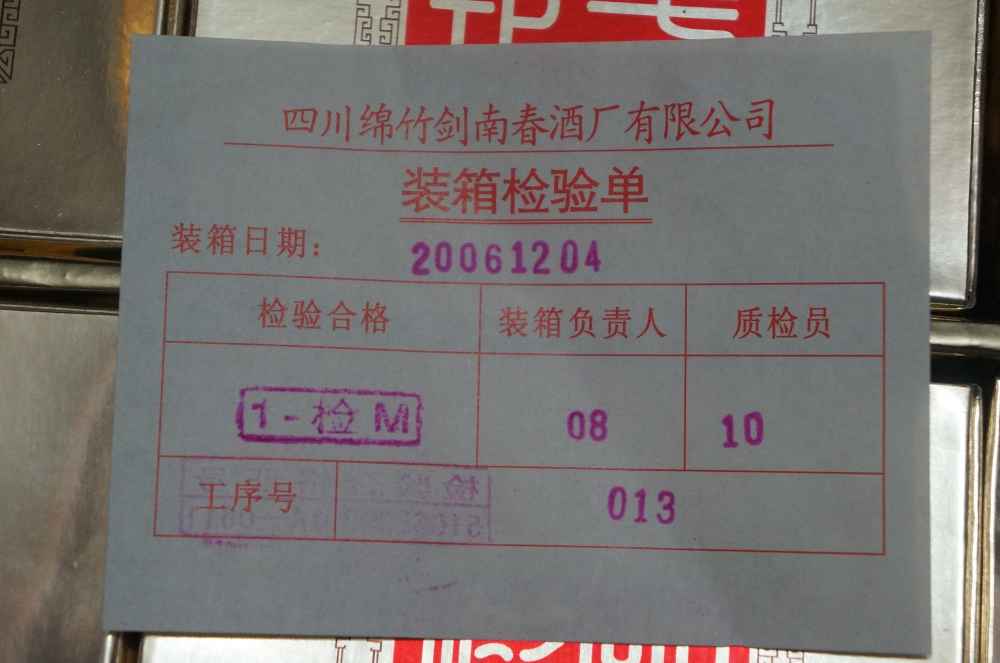 四川绵竹剑南春酒厂有限公司
装箱检验单
装箱日期: 20061204
检验合格 装箱负责人 质检员
1-检 M 08 10
工序号 013